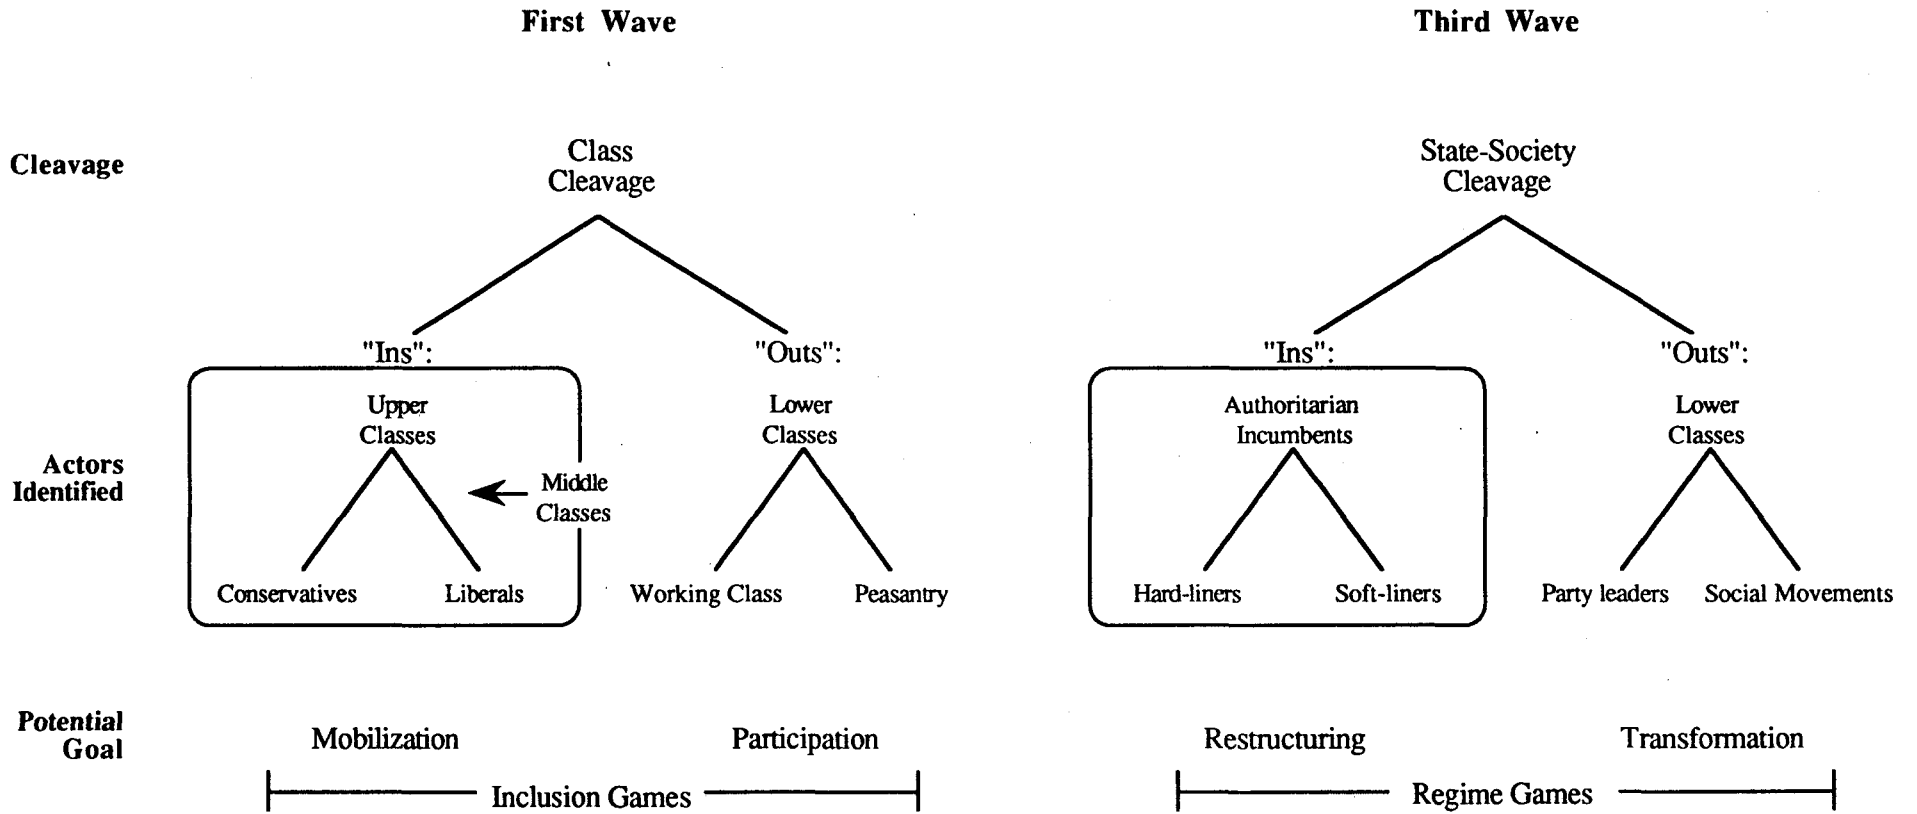 First Wave
Third Wave
Cleavage
Class
Cleavage
State-Society
Cleavage
"Ins":
"Outs":
"Ins":
"Outs":
Actors
Identified
Upper
Classes
Middle
Classes
Conservatives
Liberals
Lower
Classes
Working Class
Peasantry
Authoritarian
Incumbents
Hard-liners
Soft-liners
Lower
Classes
Party leaders
Social Movements
Potential
Goal
Mobilization
Participation
Restructuring
Transformation
Inclusion Games
Regime Games